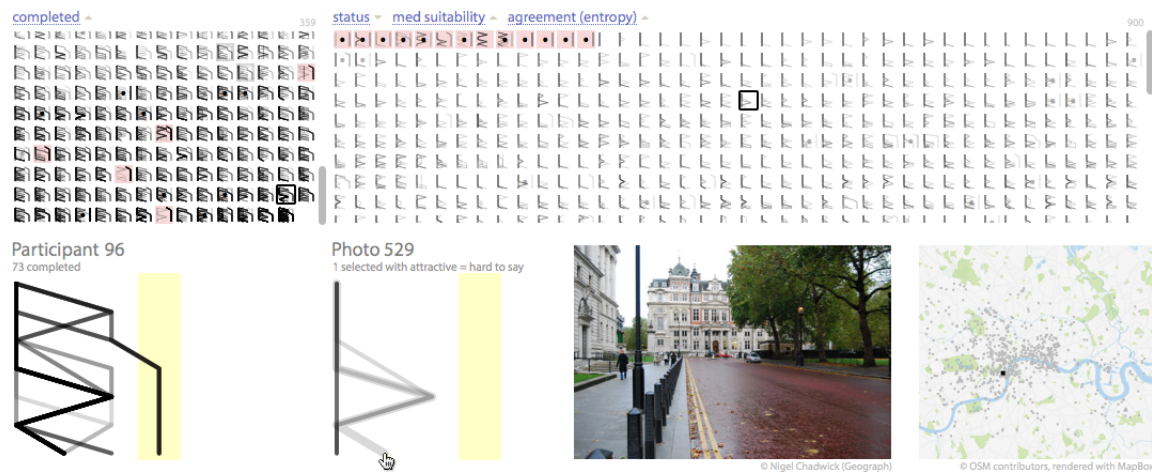 completed
359
status med suitability agreement (entropy)
900
Participant 96
73 completed
Photo 529
1 selected with attractive = hard to say
© Nigel Chadwick (Geograph)
© OSM contributors, rendered with MapBox